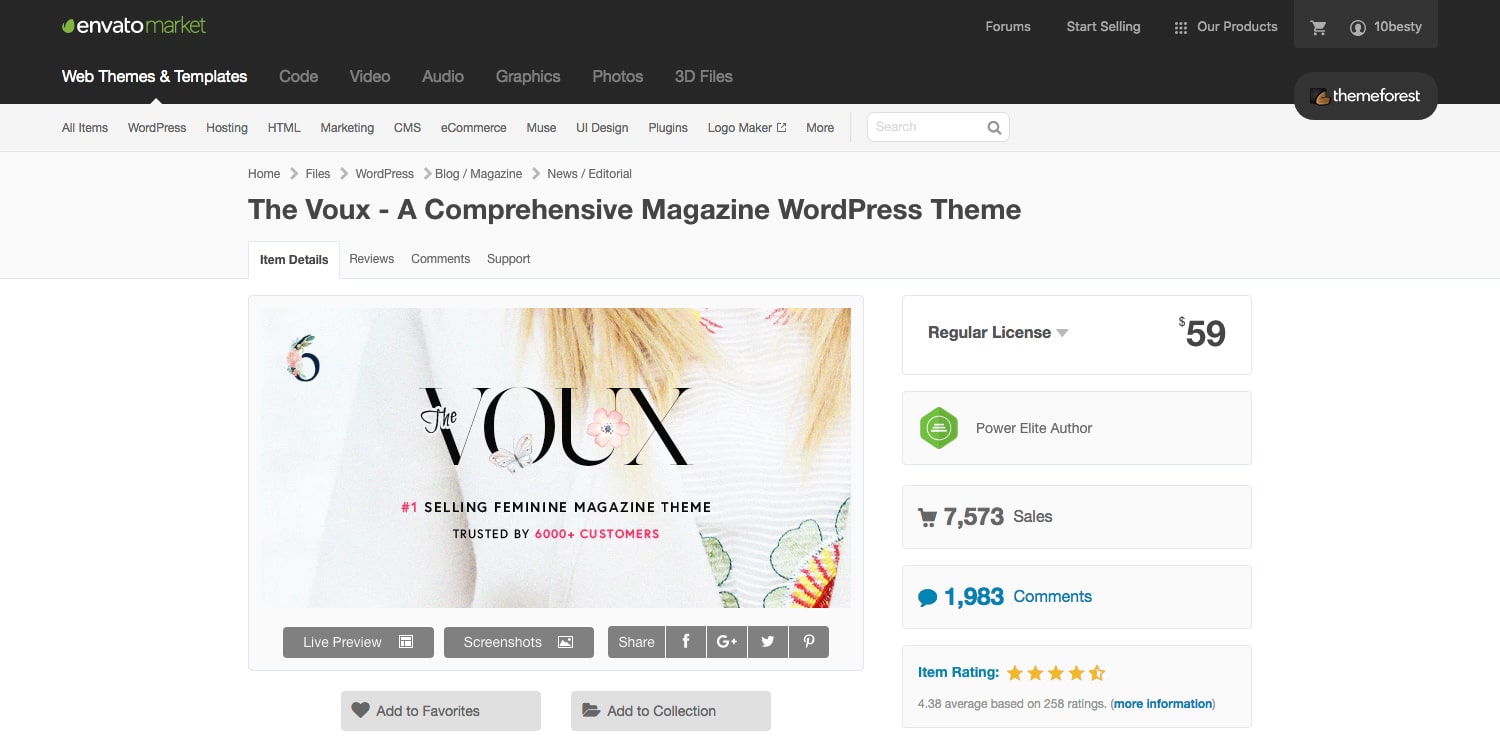 envato market
Forums Start Selling Our Products 10besty
Web Themes & Templates Code Video Audio Graphics Photos 3D Files
themeforest
All Items WordPress Hosting HTML Marketing CMS eCommerce Muse UI Design Plugins Logo Maker More Search
Home Files WordPress Blog / Magazine News / Editorial
The Voux - A Comprehensive Magazine WordPress Theme
Item Details Reviews Comments Support
Regular License $59
6
The VOUX
Power Elite Author
#1 SELLING FEMININE MAGAZINE THEME
TRUSTED BY 6000+ CUSTOMERS
7,573 Sales
1,983 Comments
Live Preview Screenshots Share f G+
Item Rating:
4.38 average based on 258 ratings. (more information)
Add to Favorites Add to Collection